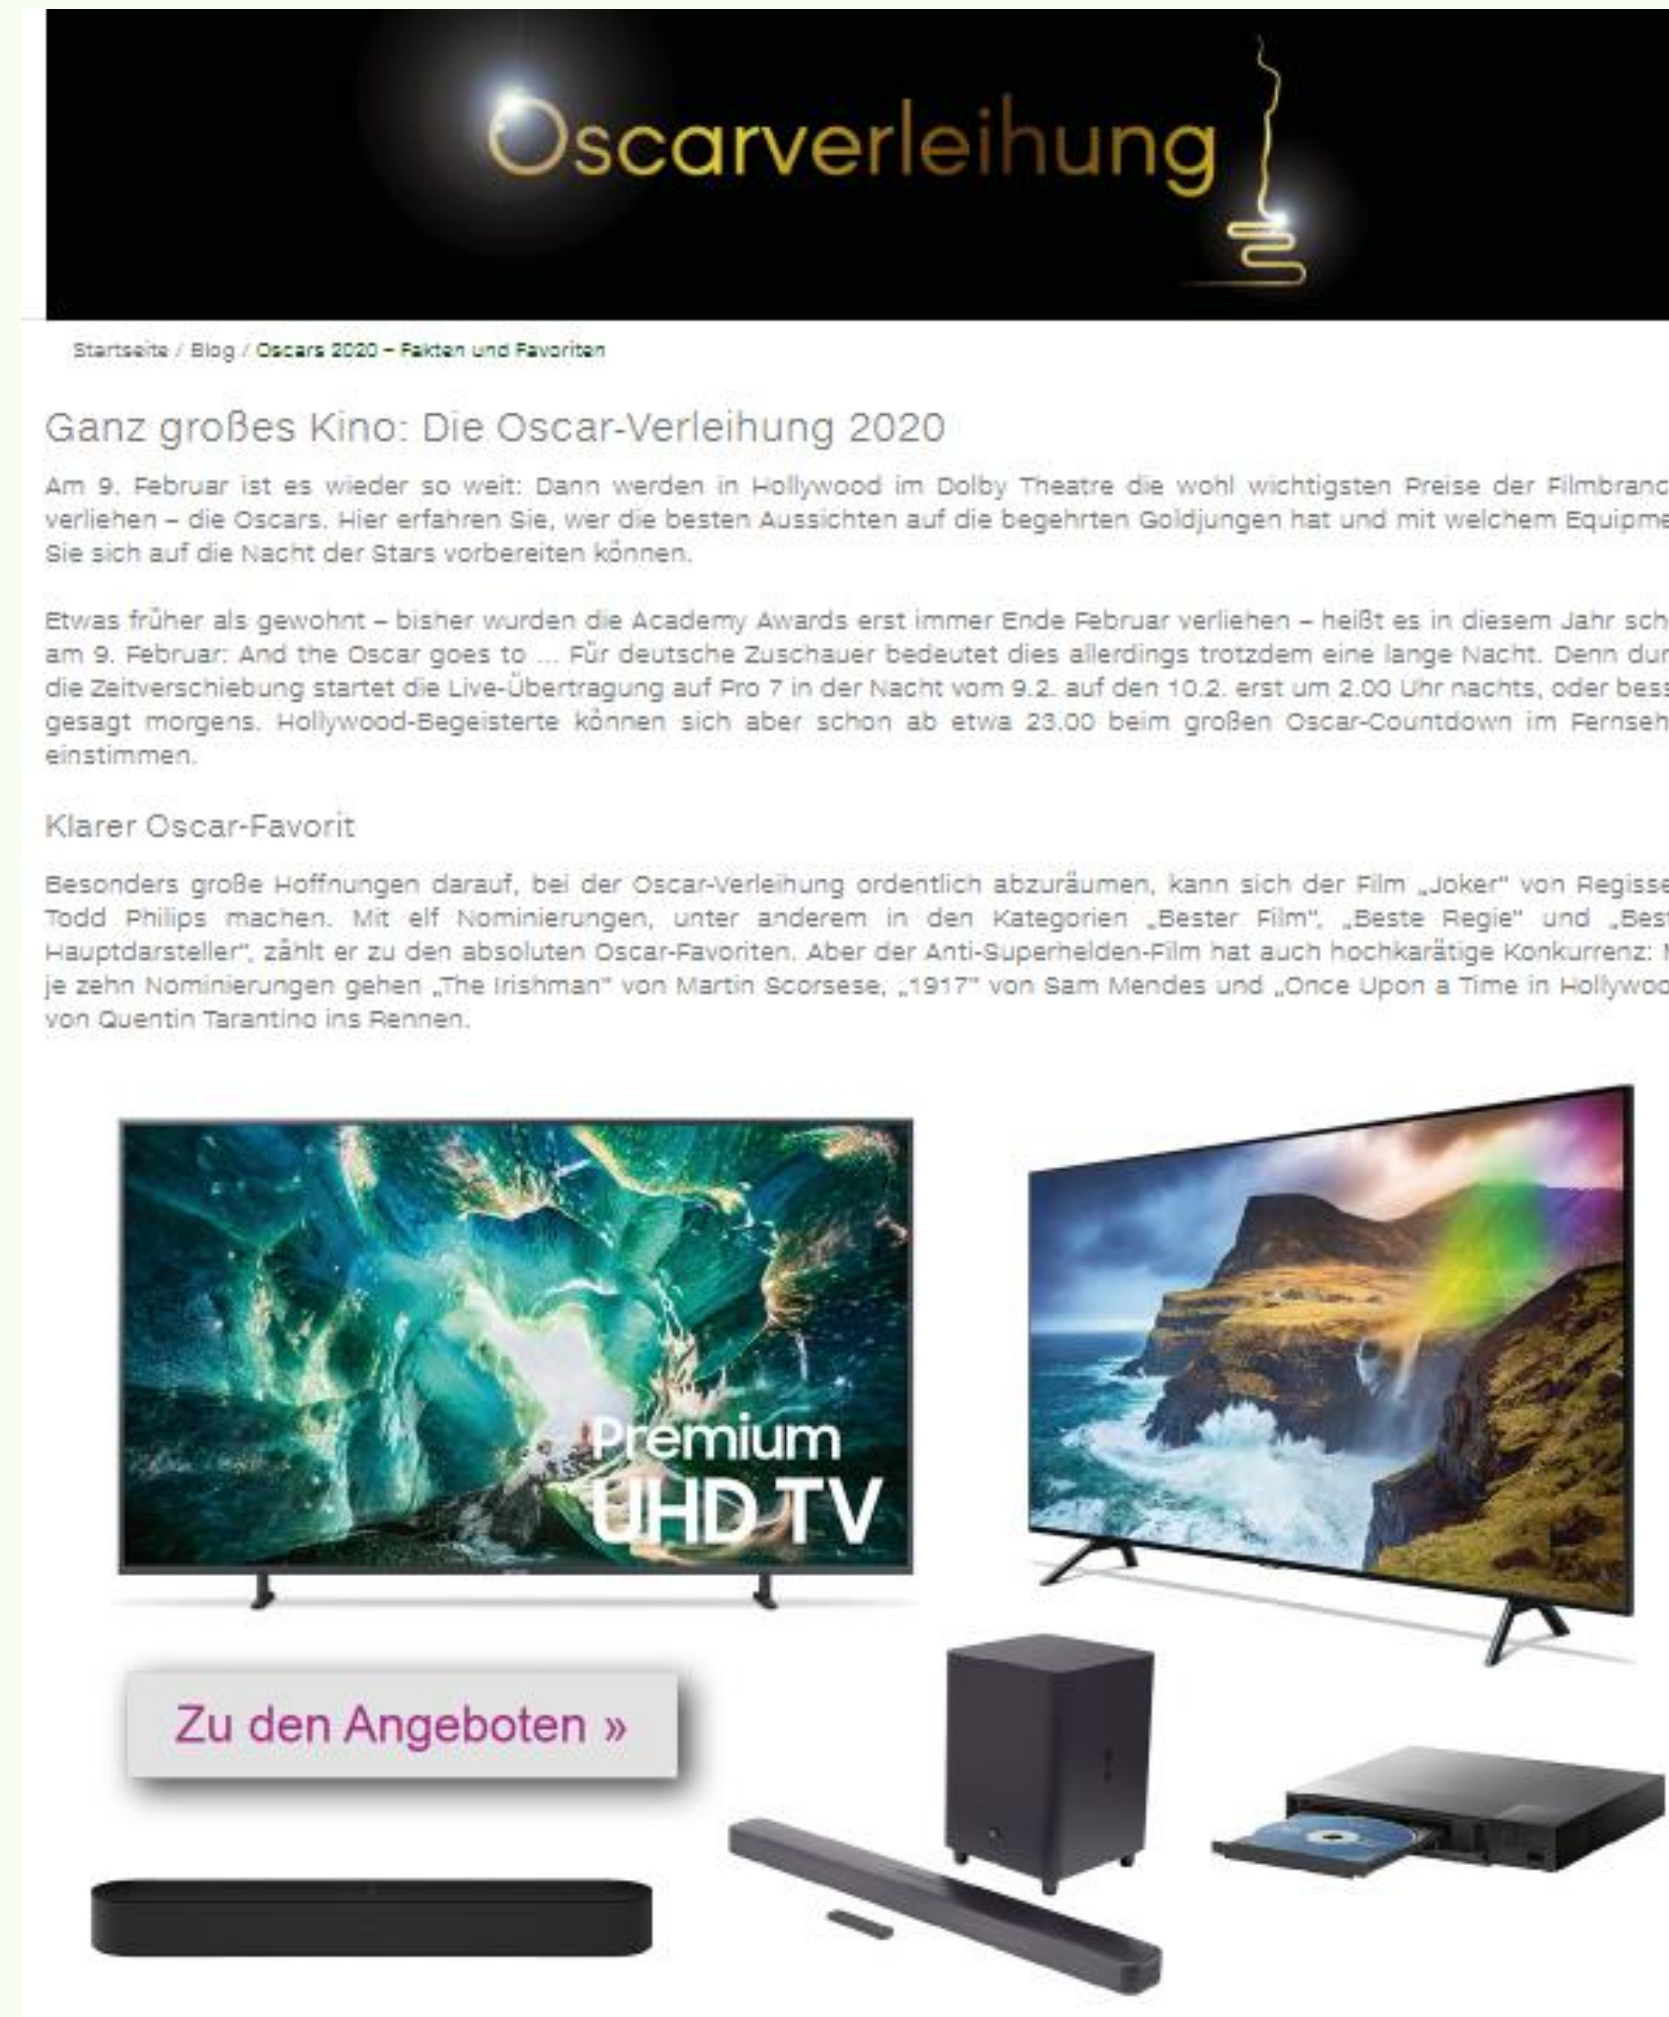 Oscarverleihung
Startseite / Blog / Oscars 2020 – Fakten und Favoriten
Ganz großes Kino: Die Oscar-Verleihung 2020
Am 9. Februar ist es wieder so weit: Dann werden in Hollywood im Dolby Theatre die wohl wichtigsten Preise der Filmbranc
verliehen – die Oscars. Hier erfahren Sie, wer die besten Aussichten auf die begehrten Goldjungen hat und mit welchem Equipme
Sie sich auf die Nacht der Stars vorbereiten können.
Etwas früher als gewohnt – bisher wurden die Academy Awards erst immer Ende Februar verliehen – heißt es in diesem Jahr sch
am 9. Februar: And the Oscar goes to ... Für deutsche Zuschauer bedeutet dies allerdings trotzdem eine lange Nacht. Denn dur
die Zeitverschiebung startet die Live-Übertragung auf Pro 7 in der Nacht vom 9.2. auf den 10.2. erst um 2.00 Uhr nachts, oder bess
gesagt morgens. Hollywood-Begeisterte können sich aber schon ab etwa 23.00 beim großen Oscar-Countdown im Fernseh
einstimmen.
Klarer Oscar-Favorit
Besonders große Hoffnungen darauf, bei der Oscar-Verleihung ordentlich abzuräumen, kann sich der Film „Joker" von Regisse
Todd Philips machen. Mit elf Nominierungen, unter anderem in den Kategorien „Bester Film", „Beste Regie" und „Best
Hauptdarsteller", zählt er zu den absoluten Oscar-Favoriten. Aber der Anti-Superhelden-Film hat auch hochkarätige Konkurrenz: M
je zehn Nominierungen gehen „The Irishman" von Martin Scorsese, „1917" von Sam Mendes und „Once Upon a Time in Hollywoo
von Quentin Tarantino ins Rennen.
Premium
UHD TV
Zu den Angeboten »